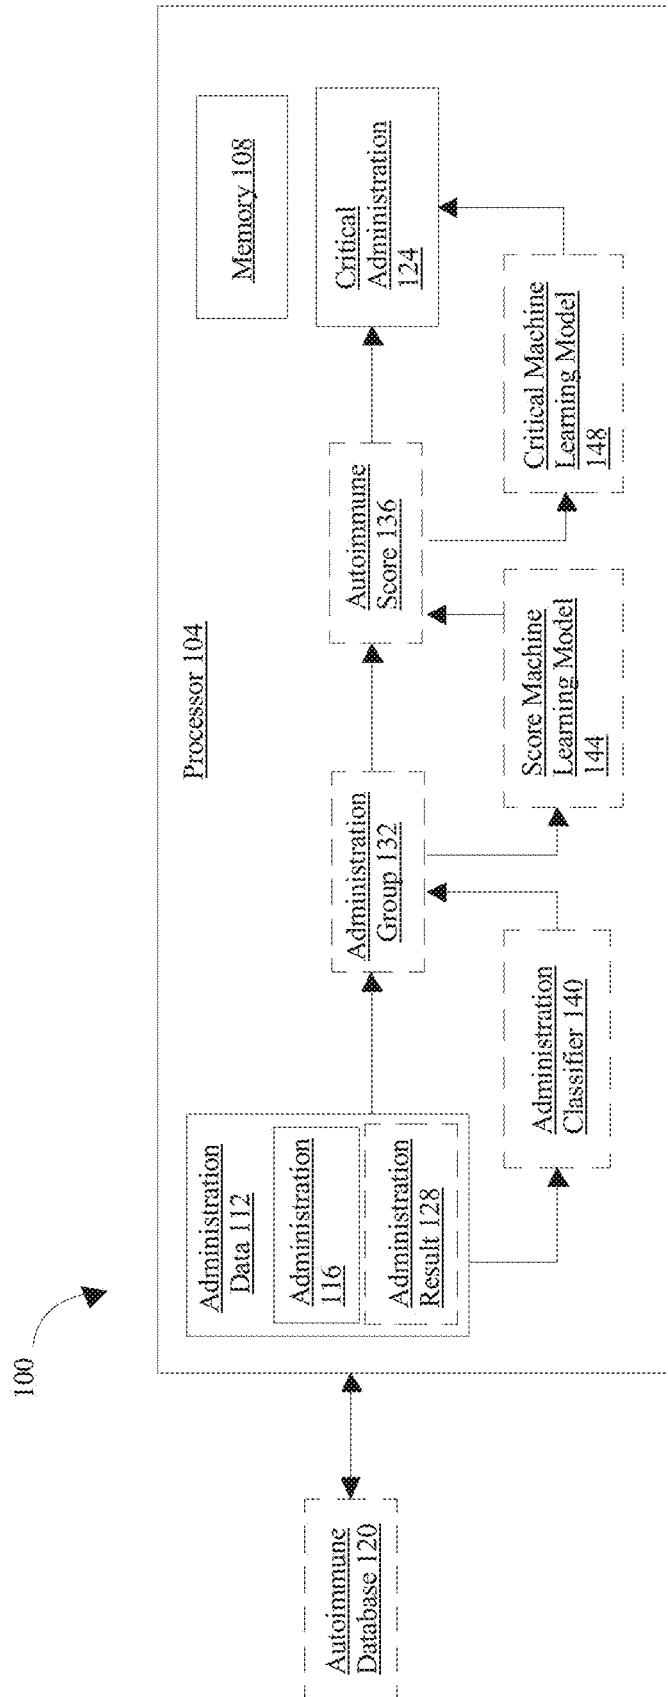 100
Autoimmune
Database 120
Processor 104
Administration
Data 112
Administration
116
Administration
Result 128
Administration
Classifier 140
Administration
Group 132
Score Machine
Learning Model
144
Autoimmune
Score 136
Critical Machine
Learning Model
148
Memory 108
Critical
Administration
124